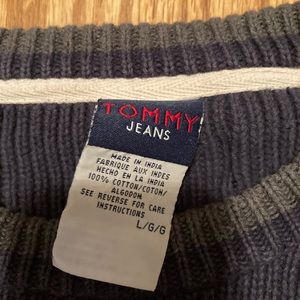 TOMMY
JEANS
MADE IN INDIA
FABRIQUE AUX INDES
HECHO EN LA INDIA
100% COTTON/COTON/
ALGODON
SEE REVERSE FOR CARE
INSTRUCTIONS
L/G/G